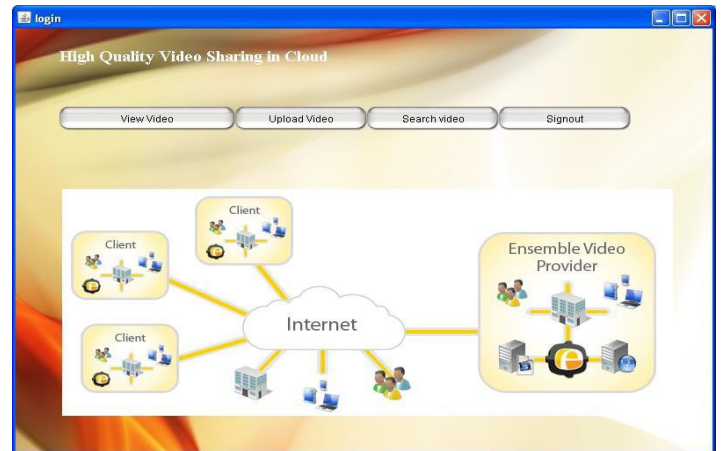 login
High Quality Video Sharing in Cloud
View Video
Upload Video
Search video
Signout
Client
Client
Ensemble Video
Provider
Internet
Client
e